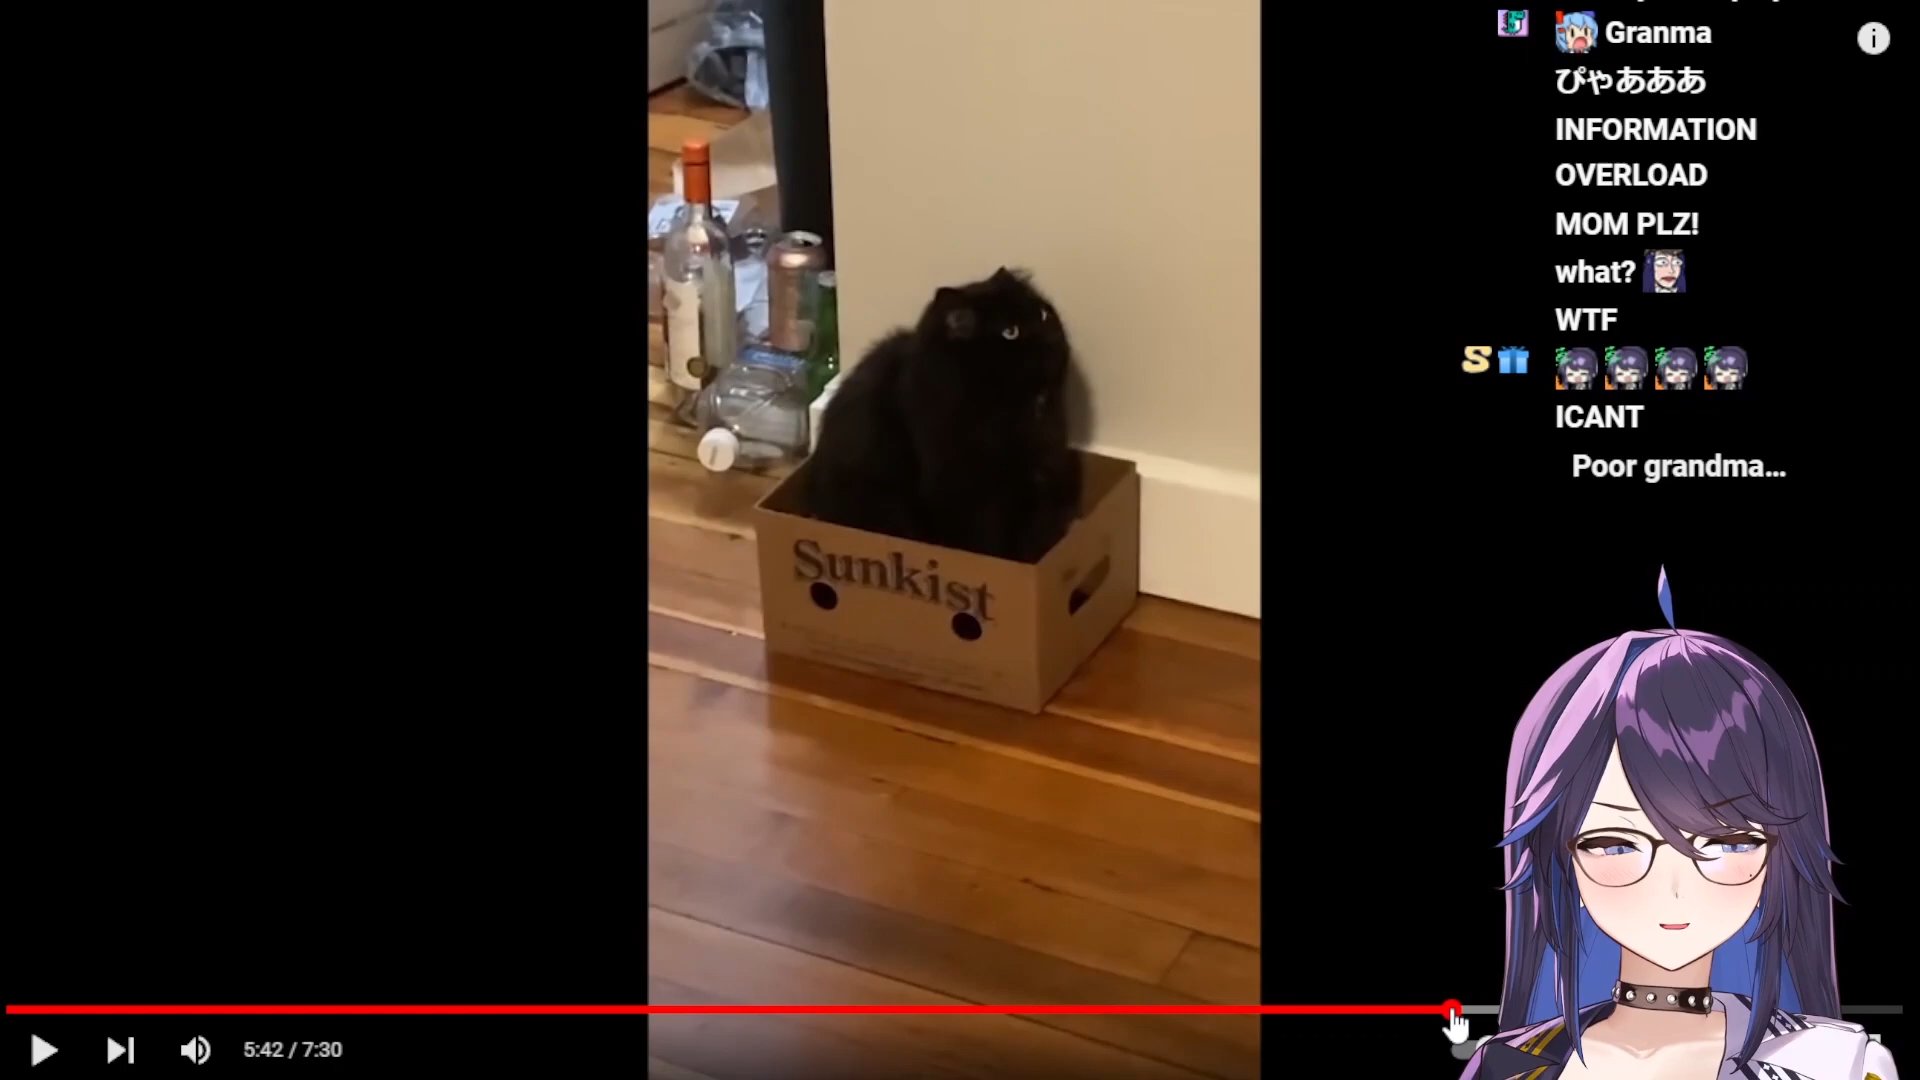 Granma
ぴゃあああ
INFORMATION
OVERLOAD
MOM PLZ!
what?
WTF
S
ICANT
Poor grandma...
Sunkist
5:42 / 7:30